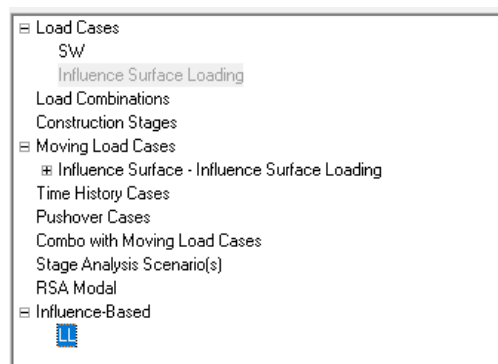 Load Cases
SW
Influence Surface Loading
Load Combinations
Construction Stages
Moving Load Cases
Influence Surface - Influence Surface Loading
Time History Cases
Pushover Cases
Combo with Moving Load Cases
Stage Analysis Scenario(s)
RSA Modal
Influence-Based
LL